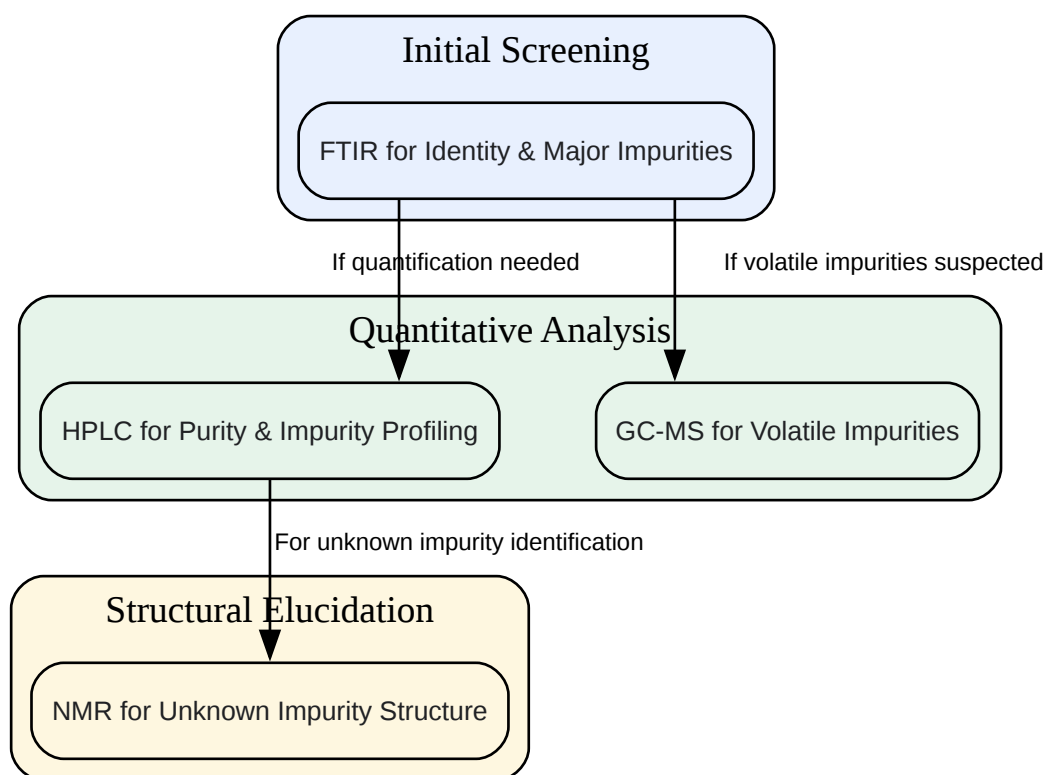 Initial Screening
FTIR for Identity & Major Impurities
If quantification needed
If volatile impurities suspected
Quantitative Analysis
HPLC for Purity & Impurity Profiling
GC-MS for Volatile Impurities
For unknown impurity identification
Structural Elucidation
NMR for Unknown Impurity Structure